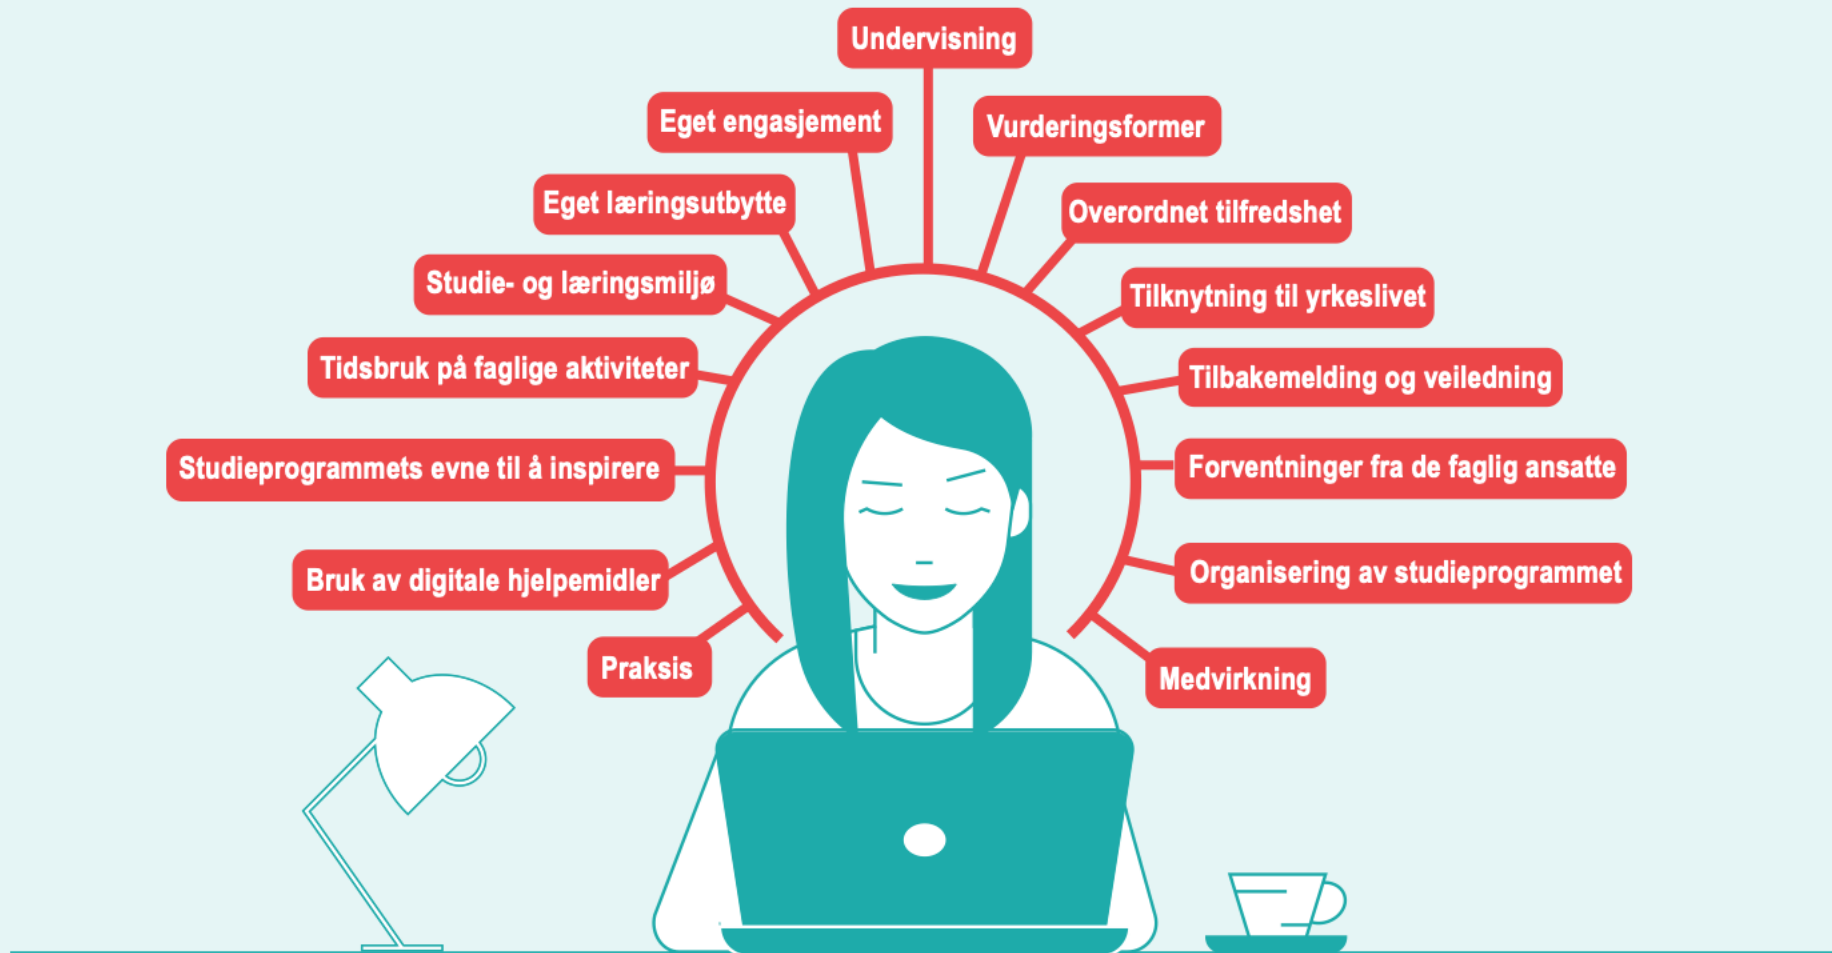 Undervisning
Eget engasjement
Vurderingsformer
Eget læringsutbytte
Overordnet tilfredshet
Studie- og læringsmiljø
Tilknytning til yrkeslivet
Tidsbruk på faglige aktiviteter
Tilbakemelding og veiledning
Studieprogrammets evne til å inspirere
Forventninger fra de faglig ansatte
Bruk av digitale hjelpemidler
Organisering av studieprogrammet
Praksis
Medvirkning